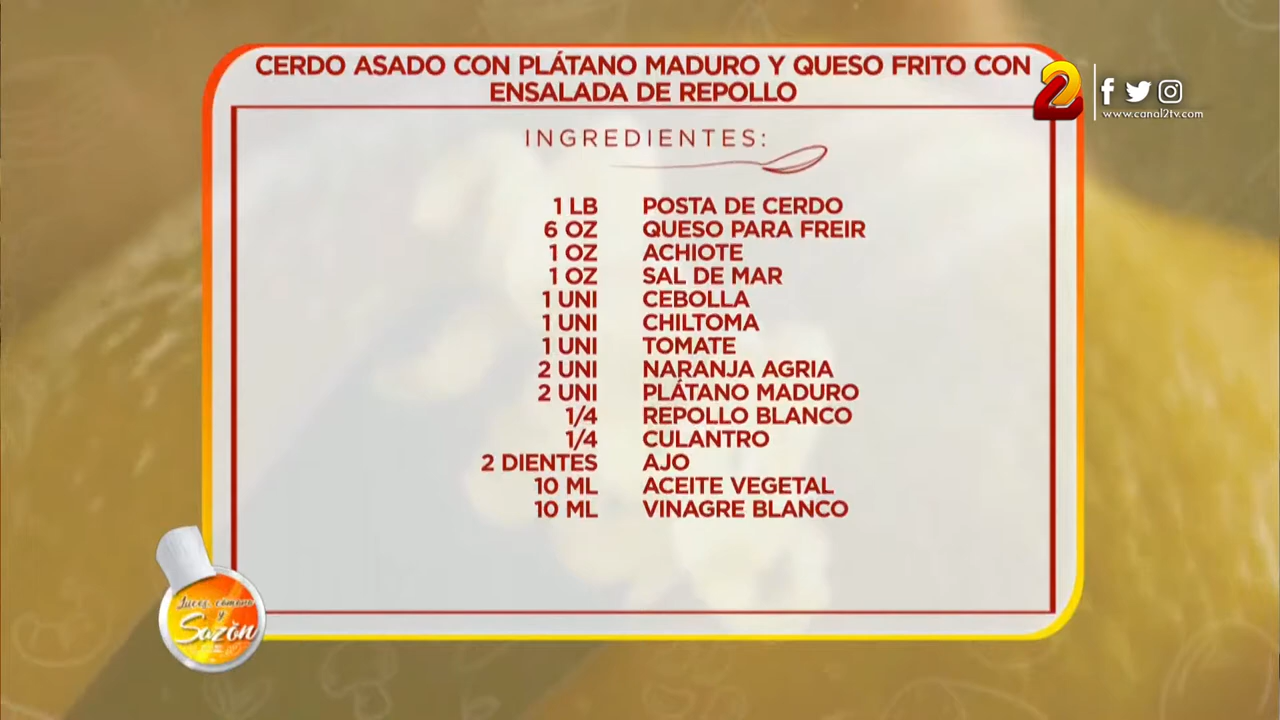 CERDO ASADO CON PLÁTANO MADURO Y QUESO FRITO CON
ENSALADA DE REPOLLO
2
www.canal2tv.com
INGREDIENTES:
1 LB POSTA DE CERDO
6 OZ QUESO PARA FREIR
1 OZ ACHIOTE
1 OZ SAL DE MAR
1 UNI CEBOLLA
1 UNI CHILTOMA
1 UNI TOMATE
2 UNI NARANJA AGRIA
2 UNI PLÁTANO MADURO
1/4 REPOLLO BLANCO
1/4 CULANTRO
2 DIENTES AJO
10 ML ACEITE VEGETAL
10 ML VINAGRE BLANCO
Luces, cámara
y
Sazón